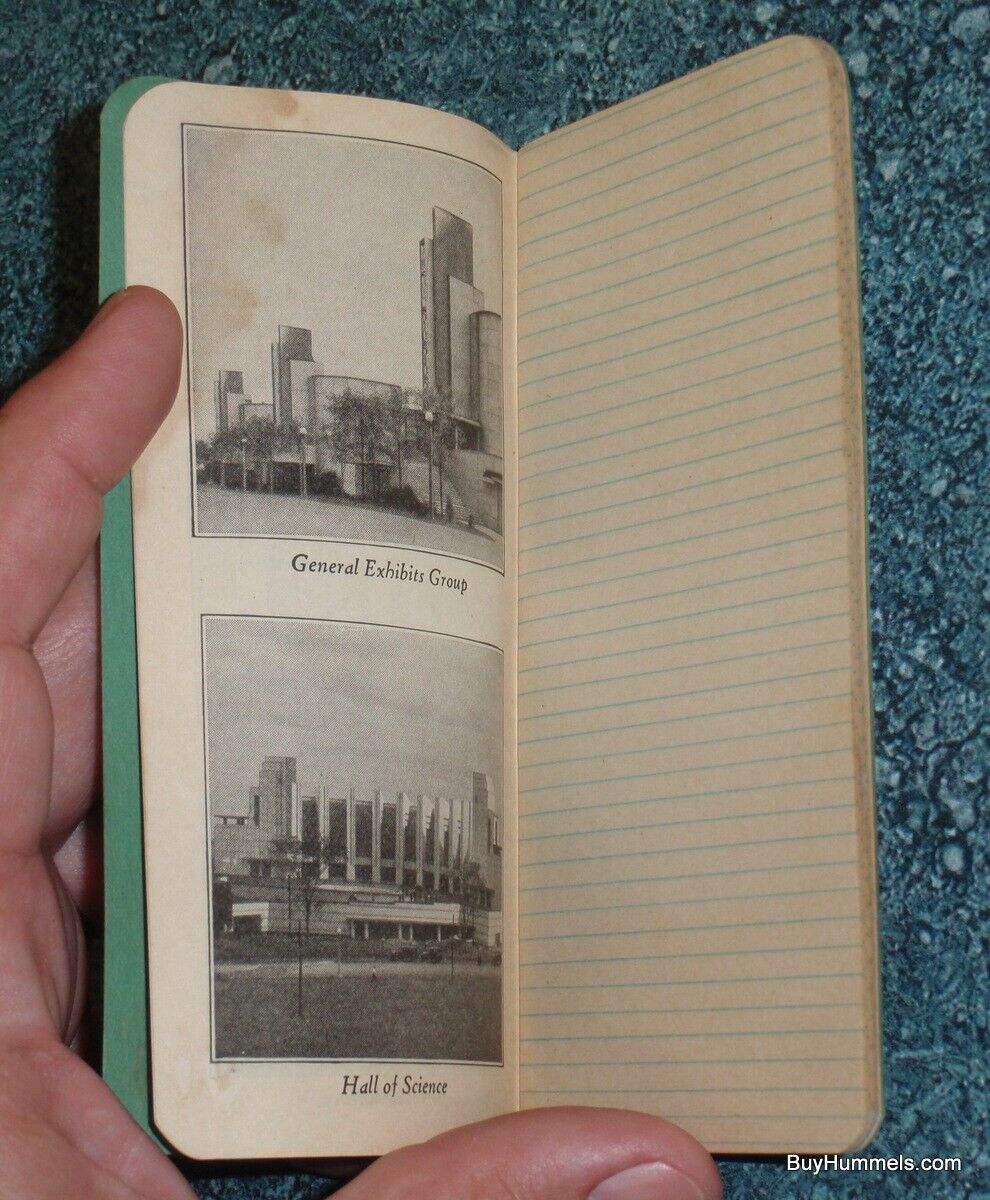 General Exhibits Group
Hall of Science
BuyHummels.com